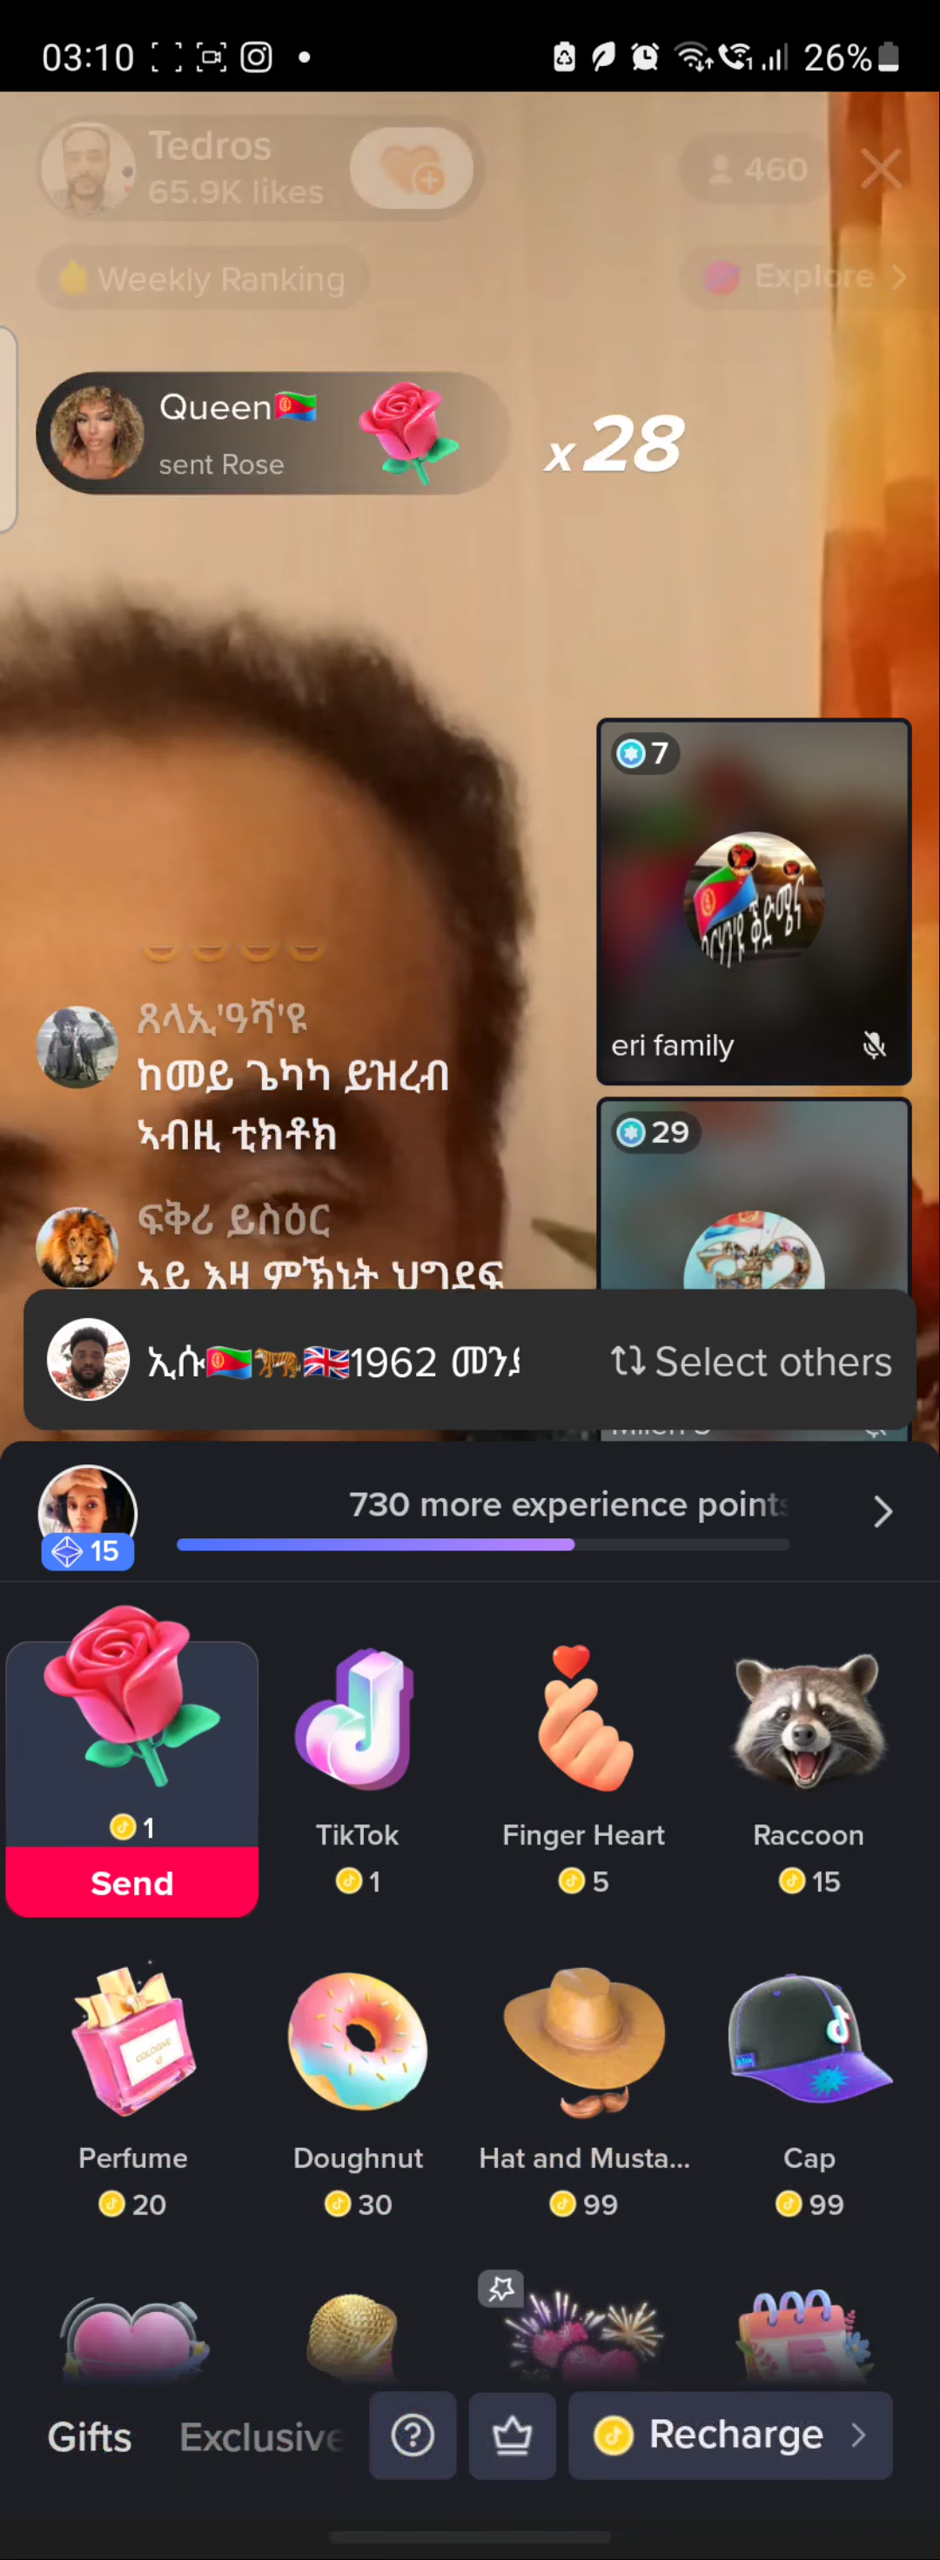 03:10
26%
Tedros
65.9K likes
460
Weekly Ranking
Explore
Queen
sent Rose
x28
7
eri family
29
ጸላኢ'ዓሻ'ዩ
ከመይ ጌካካ ይዝረብ
ኣብዚ ቲክቶክ
ፍቅሪ ይስዕር
ኣይ እዛ ምኽኒት ህግደፍ
ኢሱ 1962 መን
Select others
730 more experience points
15
1
Send
TikTok
1
Finger Heart
5
Raccoon
15
COLOGNE
Perfume
20
Doughnut
30
Hat and Musta...
99
Cap
99
Gifts
Exclusive
Recharge